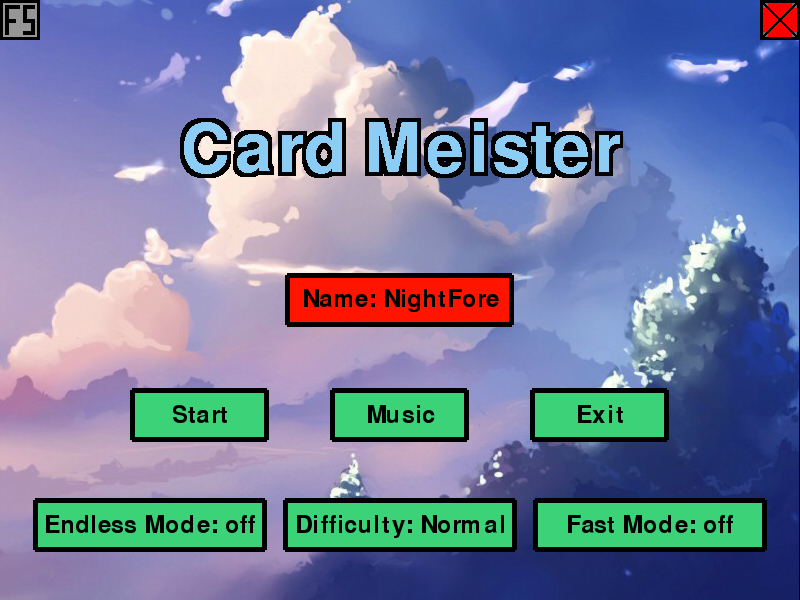 FS
Card Meister
Name: NightFore
Start
Music
Exit
Endless Mode: off
Difficulty: Normal
Fast Mode: off